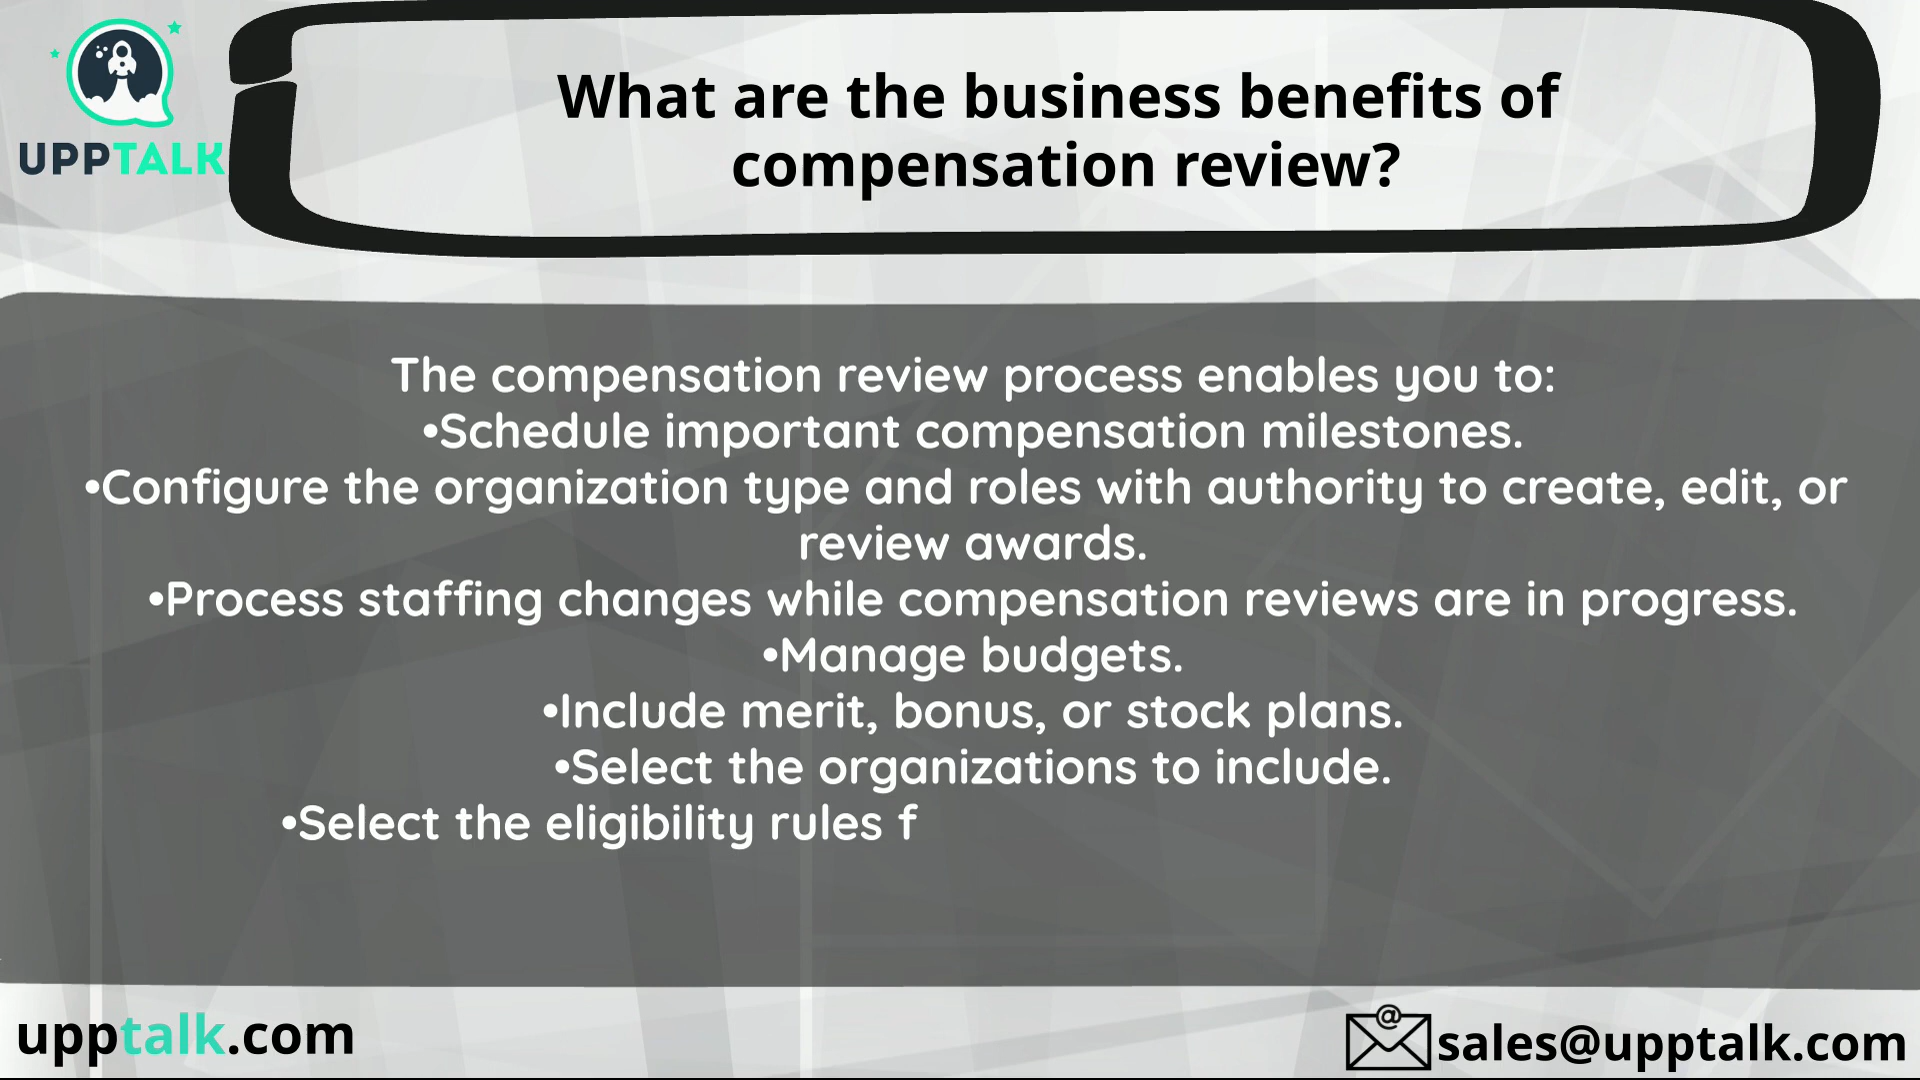 UPPTALK
What are the business benefits of
compensation review?
The compensation review process enables you to:
•Schedule important compensation milestones.
•Configure the organization type and roles with authority to create, edit, or
review awards.
•Process staffing changes while compensation reviews are in progress.
•Manage budgets.
•Include merit, bonus, or stock plans.
•Select the organizations to include.
•Select the eligibility rules f
upptalk.com
@
sales@upptalk.com